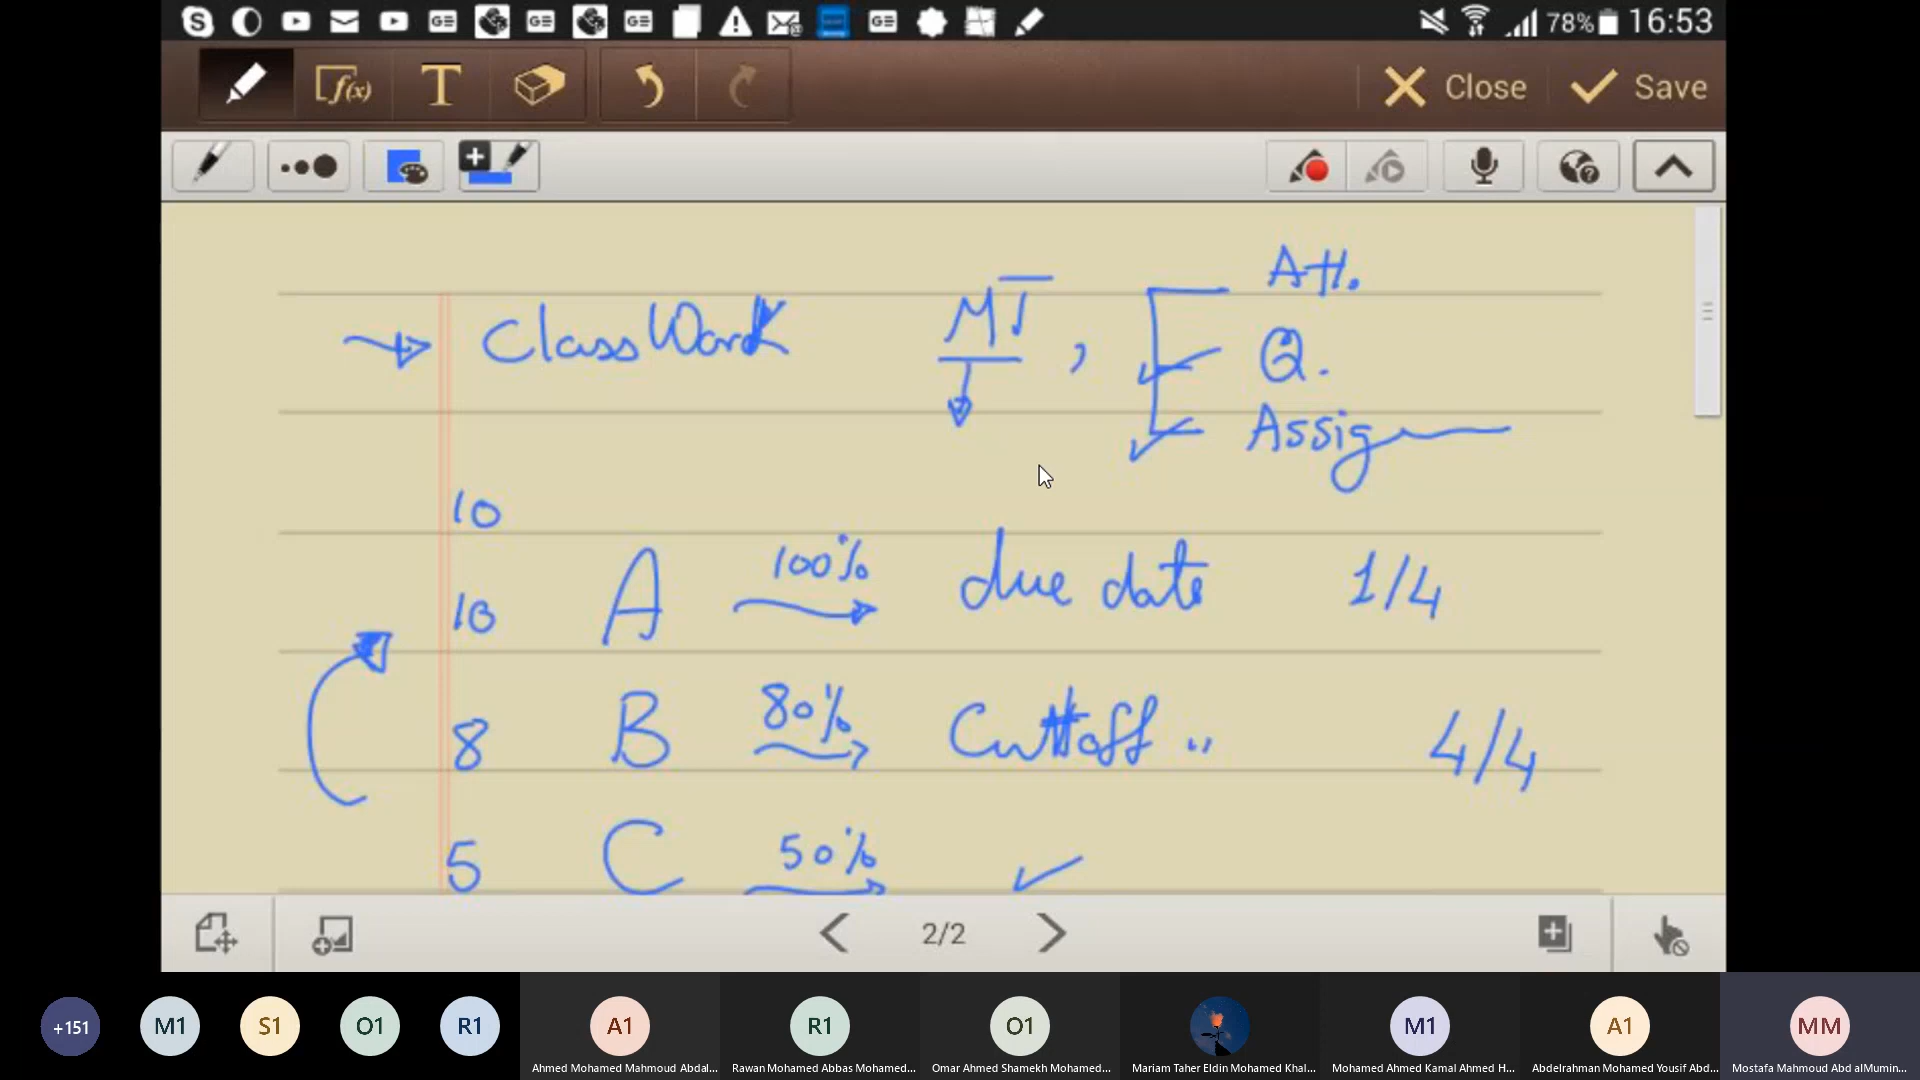 78% 16:53
f(x) T Close Save
Att.
ClassWork MT , Q.
Assig
10
10 A 100% due date 1/4
8 B 80% Cuttoff " 4/4
5 C 50%
2/2
+151 M1 S1 O1 R1 A1 R1 O1 M1 A1 MM
Ahmed Mohamed Mahmoud Abdal... Rawan Mohamed Abbas Mohamed... Omar Ahmed Shamekh Mohamed... Mariam Taher Eldin Mohamed Khal... Mohamed Ahmed Kamal Ahmed H... Abdelrahman Mohamed Yousif Abd... Mostafa Mahmoud Abd alMumin...